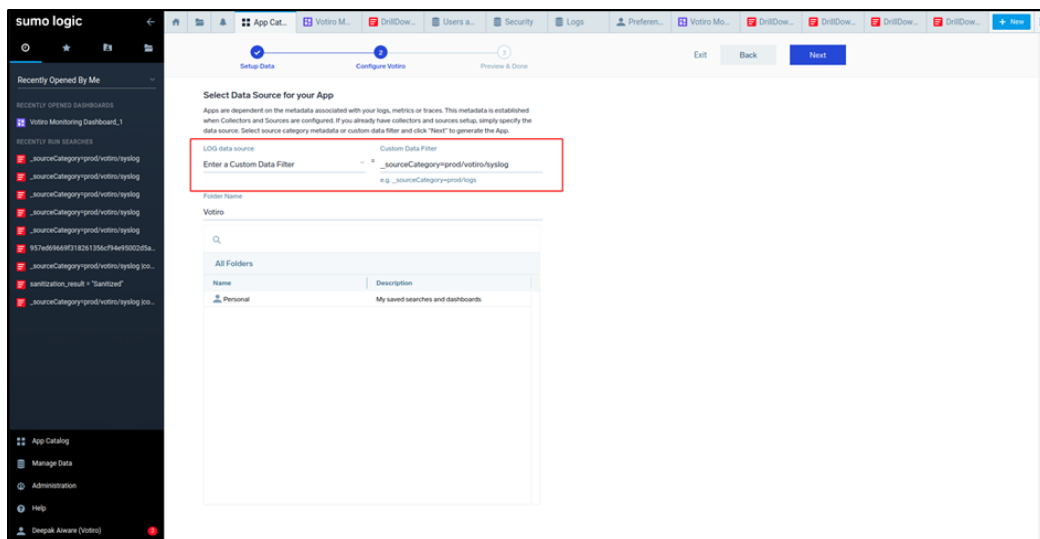 sumo logic
App Cat...
Votiro M...
DrillDow...
Users a...
Security
Logs
Preferen...
Votiro Mo...
DrillDow...
DrillDow...
DrillDow...
DrillDow...
+ New
Recently Opened By Me
RECENTLY OPENED DASHBOARDS
Votiro Monitoring Dashboard_1
RECENTLY RUN SEARCHES
_sourceCategory=prod/votiro/syslog
_sourceCategory=prod/votiro/syslog
_sourceCategory=prod/votiro/syslog
_sourceCategory=prod/votiro/syslog
_sourceCategory=prod/votiro/syslog
957ed69669f318261356cf94e95002d5a...
_sourceCategory=prod/votiro/syslog |co...
sanitization_result = "Sanitized"
_sourceCategory=prod/votiro/syslog |co...
App Catalog
Manage Data
Administration
Help
Deepak Aiware (Votiro)
3
Setup Data
2
Configure Votiro
3
Preview & Done
Exit
Back
Next
Select Data Source for your App
Apps are dependent on the metadata associated with your logs, metrics or traces. This metadata is established
when Collectors and Sources are configured. If you already have collectors and sources setup, simply specify the
data source. Select source category metadata or custom data filter and click "Next" to generate the App.
LOG data source
Custom Data Filter
Enter a Custom Data Filter
= _sourceCategory=prod/votiro/syslog
e.g. _sourceCategory=prod/logs
Folder Name
Votiro
All Folders
Name
Description
Personal
My saved searches and dashboards